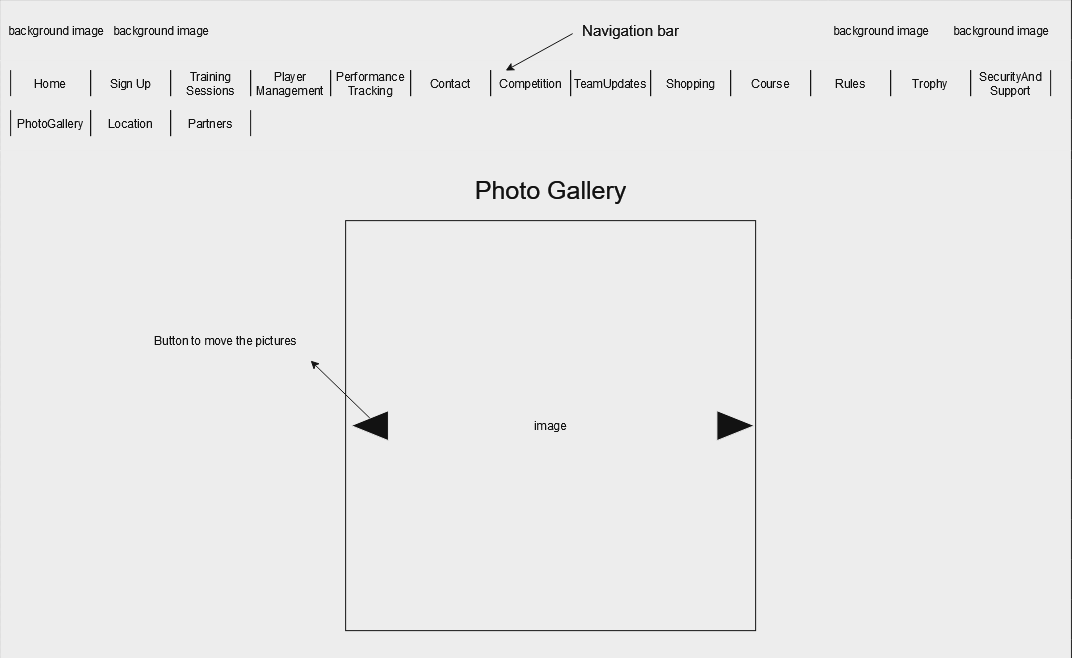 background image background image Navigation bar background image background image
Home Sign Up Training Sessions Player Management Performance Tracking Contact Competition TeamUpdates Shopping Course Rules Trophy SecurityAnd Support
PhotoGallery Location Partners
Photo Gallery
Button to move the pictures
image